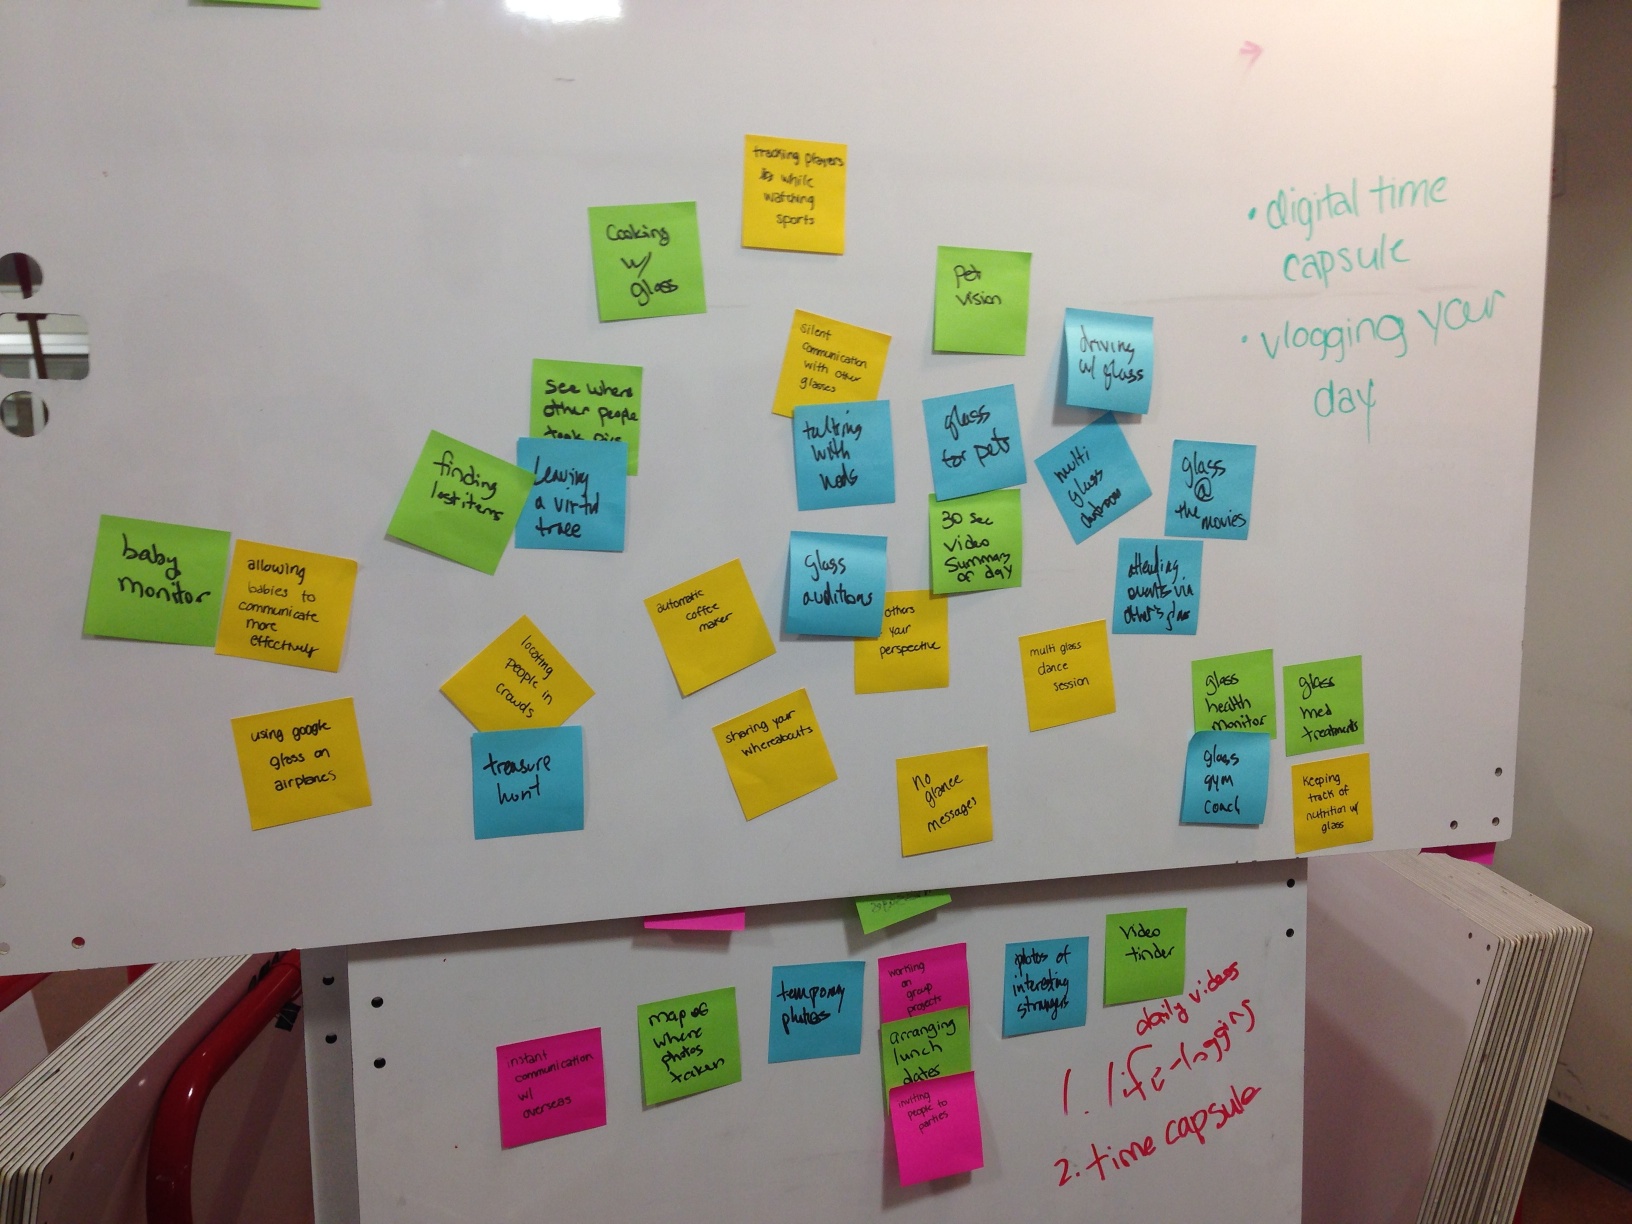 tracking players
while
watching
sports
Cooking
w/
glass
Pet
vision
• digital time
capsule
• vlogging your
day
silent
communication
with other
glasses
driving
w/ glass
see where
other people
took pics
talking
with
nods
glass
for pets
multi
glass
glass
@
the movies
finding
lost items
leaving
a virtul
trace
30 sec
video
Summary
of day
baby
monitor
allowing
babies to
communicate
more
effectively
automatic
coffee
maker
glass
auditions
others
your
perspective
attending
events via
other's glass
locating
people in
crowds
multi glass
dance
session
glass
health
monitor
glass
med
treatments
using google
glass on
airplanes
treasure
hunt
sharing your
whereabouts
no
glance
messages
glass
gym
coach
keeping
track of
nutrition w/
glass
instant
communication
w/
overseas
map of
where
photos
taken
temporary
photos
working
on
group
projects
arranging
lunch
dates
inviting
people to
parties
photos of
interesting
strangers
video
tinder
daily videos
1. life-logging
2. time capsule